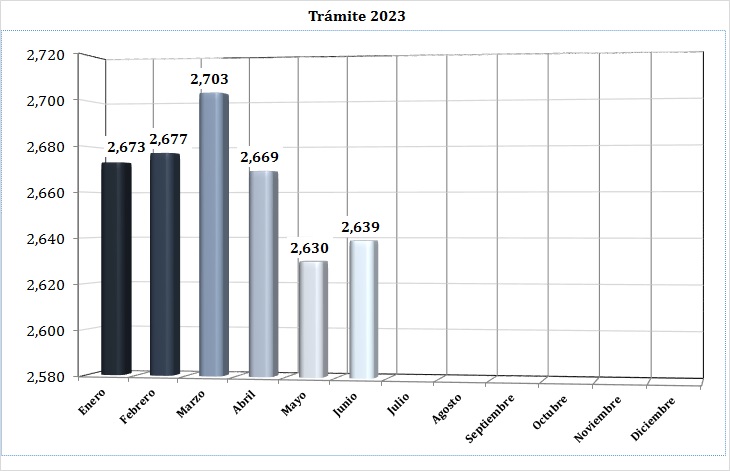 Trámite 2023
2,720
2,700
2,680
2,660
2,640
2,620
2,600
2,580
2,673
2,677
2,703
2,669
2,630
2,639
Enero
Febrero
Marzo
Abril
Mayo
Junio
Julio
Agosto
Septiembre
Octubre
Noviembre
Diciembre